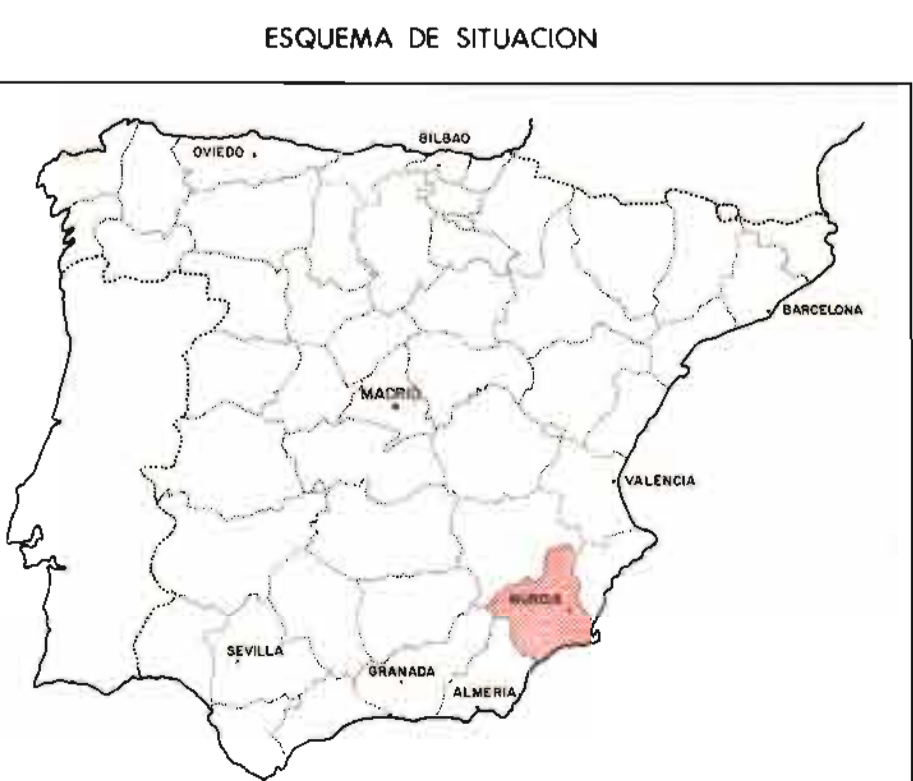 ESQUEMA DE SITUACION
BILBAO
OVIEDO
BARCELONA
MADRID
VALENCIA
MURCIA
SEVILLA
GRANADA
ALMERIA